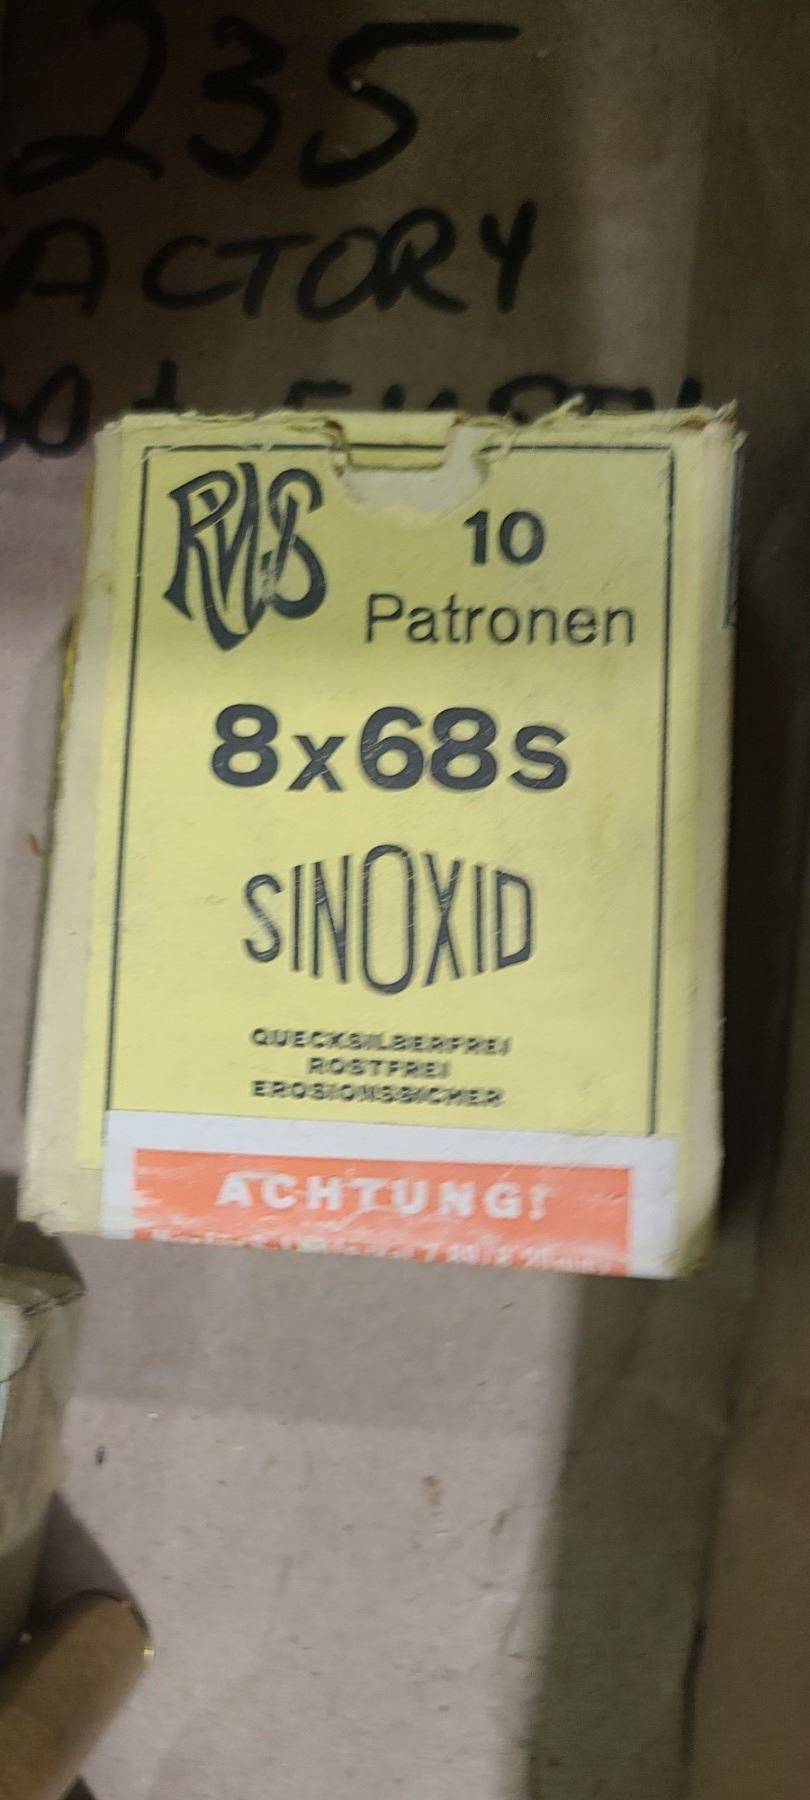 235
ACTORY
RWS
10
Patronen
8x68s
SINOXID
QUECKSILBERFREI
ROSTFREI
EROSIONSSICHER
ACHTUNG!